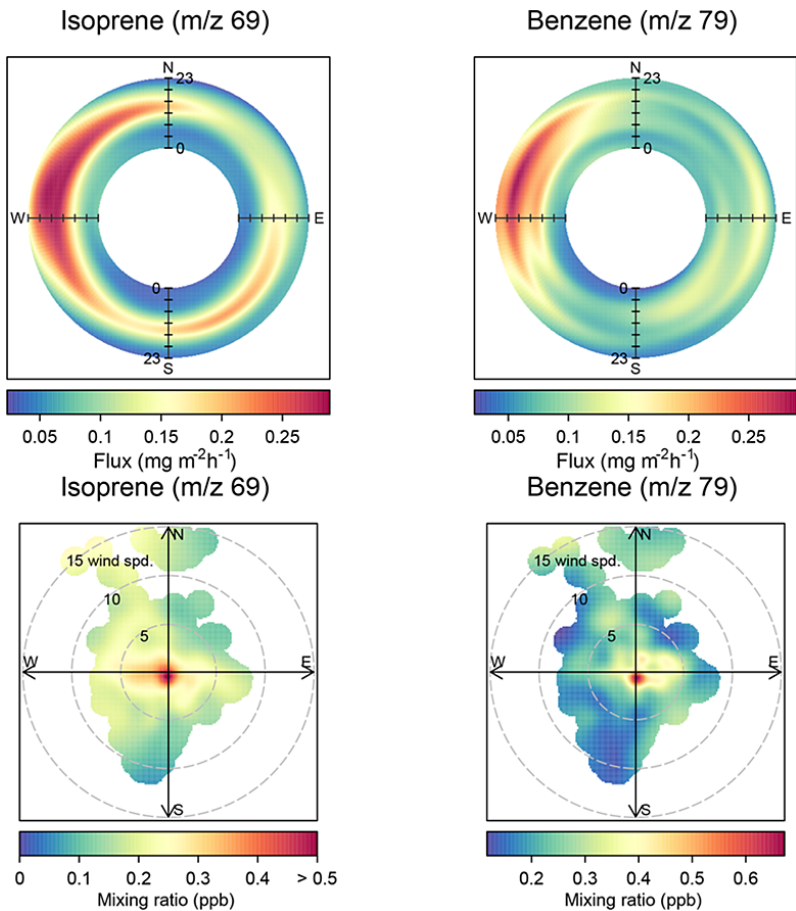 Isoprene (m/z 69)
Benzene (m/z 79)
N
23
0
W
E
0
23
S
N
23
0
W
E
0
23
S
0.05 0.1 0.15 0.2 0.25
Flux (mg m⁻²h⁻¹)
0.05 0.1 0.15 0.2 0.25
Flux (mg m⁻²h⁻¹)
Isoprene (m/z 69)
Benzene (m/z 79)
N
15 wind spd.
10
5
W
E
S
N
15 wind spd.
10
5
W
E
S
0 0.1 0.2 0.3 0.4 > 0.5
Mixing ratio (ppb)
0.2 0.3 0.4 0.5 0.6
Mixing ratio (ppb)